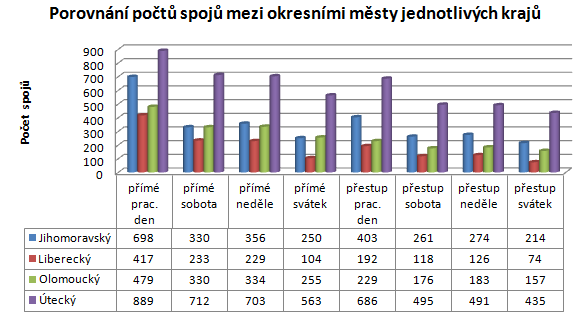 Porovnání počtů spojů mezi okresními městy jednotlivých krajů
Počet spojů
900
800
700
600
500
400
300
200
100
0
přímé prac. den přímé sobota přímé neděle přímé svátek přestup prac. den přestup sobota přestup neděle přestup svátek
Jihomoravský 698 330 356 250 403 261 274 214
Liberecký 417 233 229 104 192 118 126 74
Olomoucký 479 330 334 255 229 176 183 157
Útecký 889 712 703 563 686 495 491 435